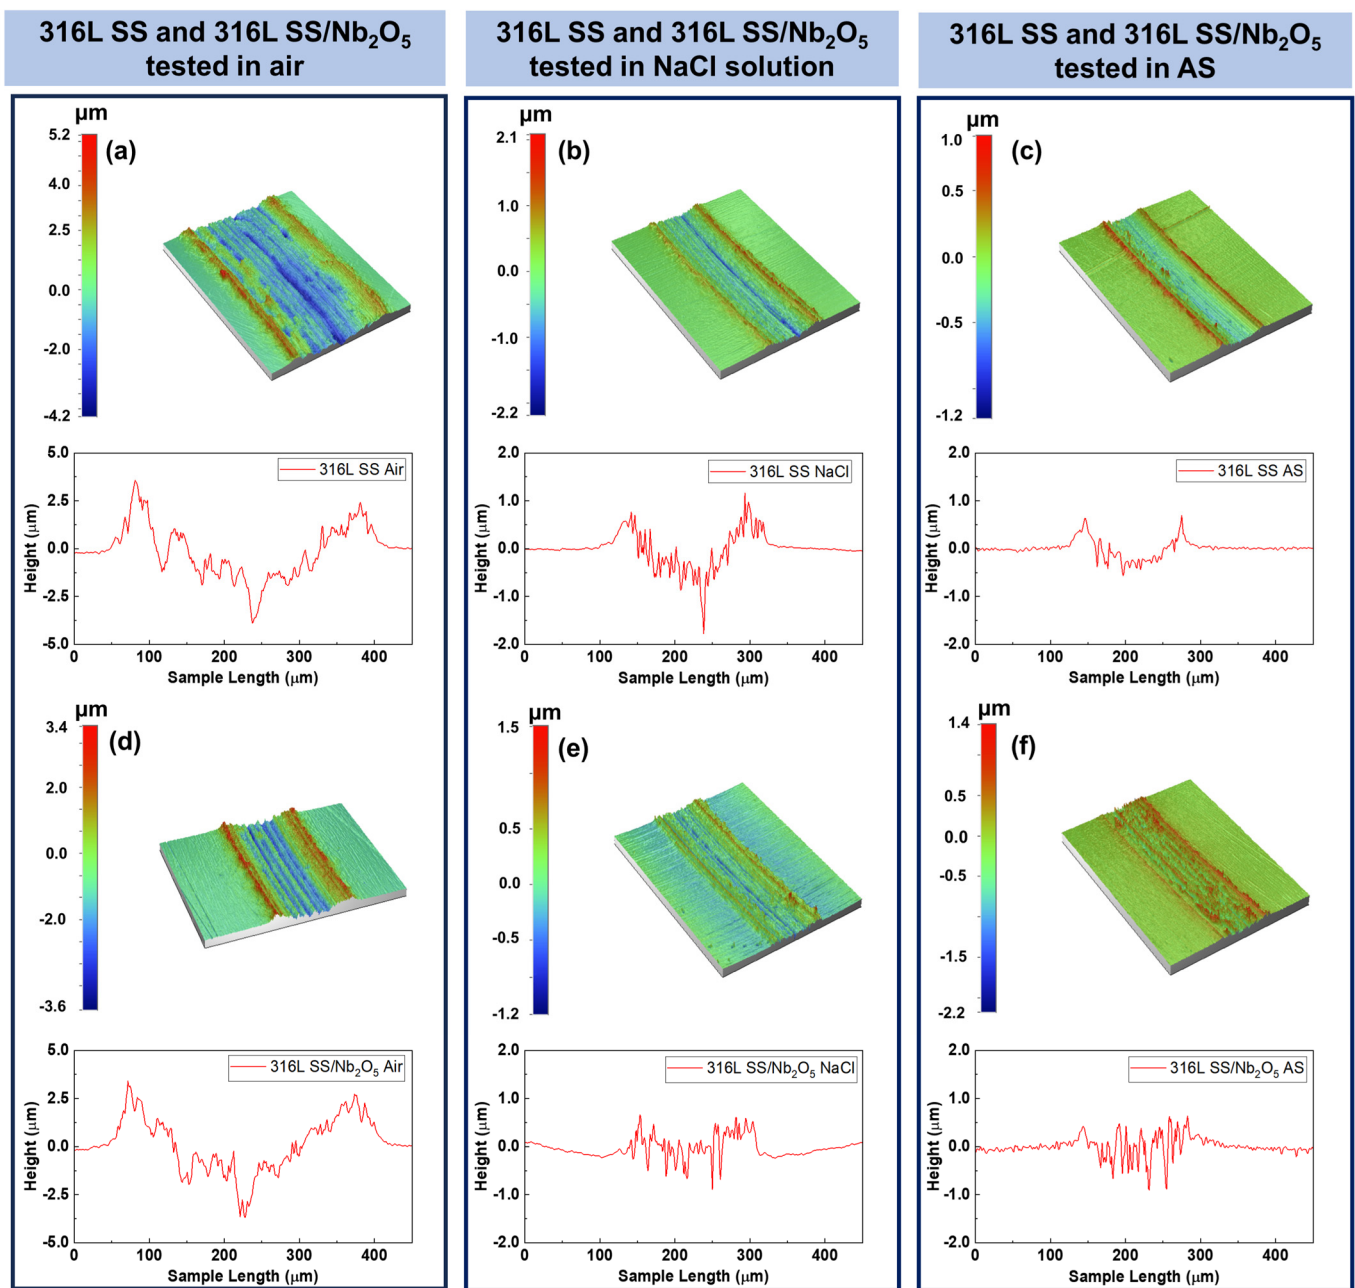 316L SS and 316L SS/Nb₂O₅
tested in air
316L SS and 316L SS/Nb₂O₅
tested in NaCl solution
316L SS and 316L SS/Nb₂O₅
tested in AS
µm
5.2
4.0
2.5
0.0
-2.0
-4.2
(a)
5.0
2.5
0.0
-2.5
-5.0
Height (µm)
316L SS Air
0 100 200 300 400
Sample Length (µm)
µm
3.4
2.0
0.0
-2.0
-3.6
(d)
5.0
2.5
0.0
-2.5
-5.0
Height (µm)
316L SS/Nb₂O₅ Air
0 100 200 300 400
Sample Length (µm)
µm
2.1
1.0
0.0
-1.0
-2.2
(b)
2.0
1.0
0.0
-1.0
-2.0
Height (µm)
316L SS NaCl
0 100 200 300 400
Sample Length (µm)
µm
1.5
0.5
0.0
-0.5
-1.2
(e)
2.0
1.0
0.0
-1.0
-2.0
Height (µm)
316L SS/Nb₂O₅ NaCl
0 100 200 300 400
Sample Length (µm)
µm
1.0
0.5
0.0
-0.5
-1.2
(c)
2.0
1.0
0.0
-1.0
-2.0
Height (µm)
316L SS AS
0 100 200 300 400
Sample Length (µm)
µm
1.4
0.5
0.0
-0.5
-1.5
-2.2
(f)
2.0
1.0
0.0
-1.0
-2.0
Height (µm)
316L SS/Nb₂O₅ AS
0 100 200 300 400
Sample Length (µm)